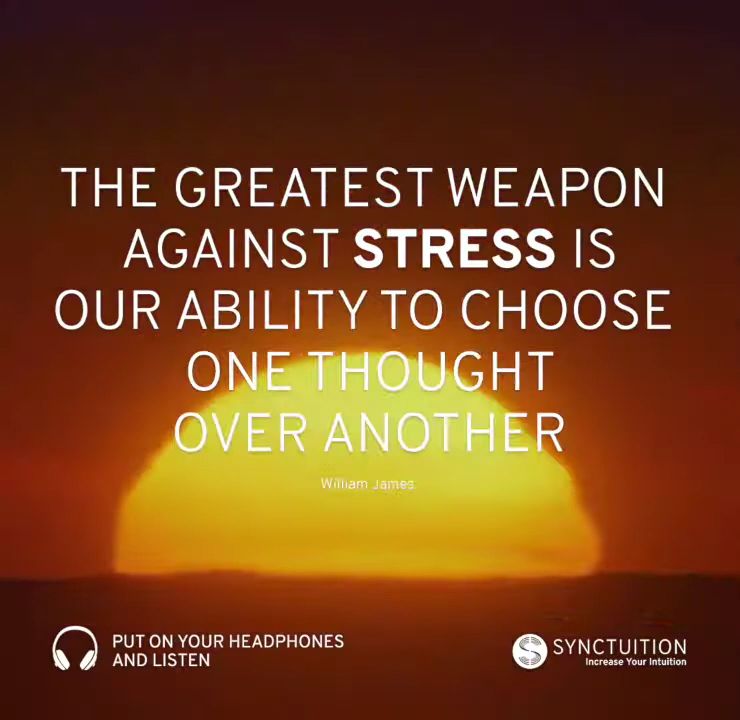 THE GREATEST WEAPON
AGAINST STRESS IS
OUR ABILITY TO CHOOSE
ONE THOUGHT
OVER ANOTHER
William James
PUT ON YOUR HEADPHONES
AND LISTEN
SYNCTUITION
Increase Your Intuition